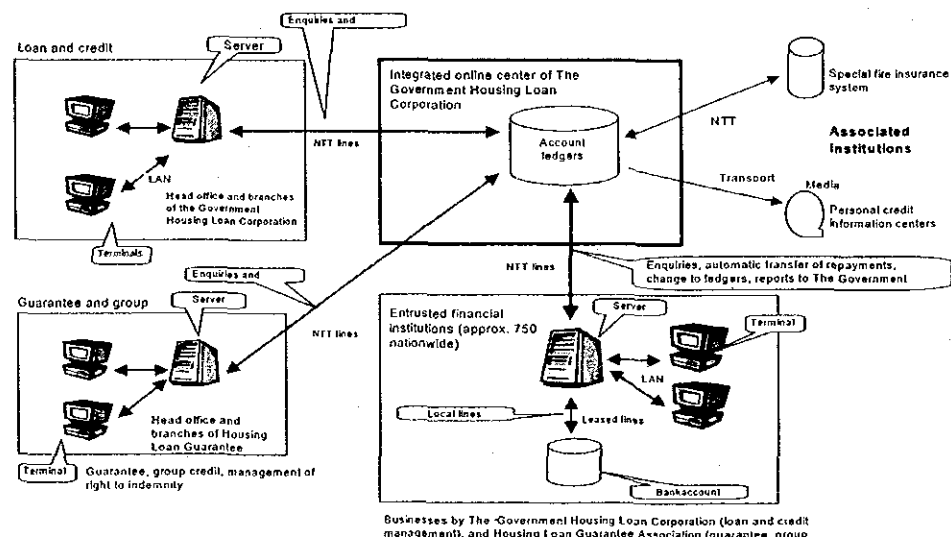 Enquiries and
Loan and credit
Server
NTT lines
LAN
Head office and branches
of the Government
Housing Loan Corporation
Terminals
Integrated online center of The
Government Housing Loan
Corporation
Account
ledgers
Special fire insurance
system
NTT
Associated
Institutions
Transport
Media
Personal credit
information centers
Enquiries and
NTT lines
NTT lines
Enquiries, automatic transfer of repayments,
change to ledgers, reports to The Government
Guarantee and group
Server
Head office and
branches of Housing
Loan Guarantee
Terminal
Guarantee, group credit, management of
right to indemnity
Entrusted financial
institutions (approx. 750
nationwide)
Server
Terminal
LAN
Local lines
Leased lines
Bankaccount
Businesses by The Government Housing Loan Corporation (loan and credit
management), and Housing Loan Guarantee Association (guarantee, group